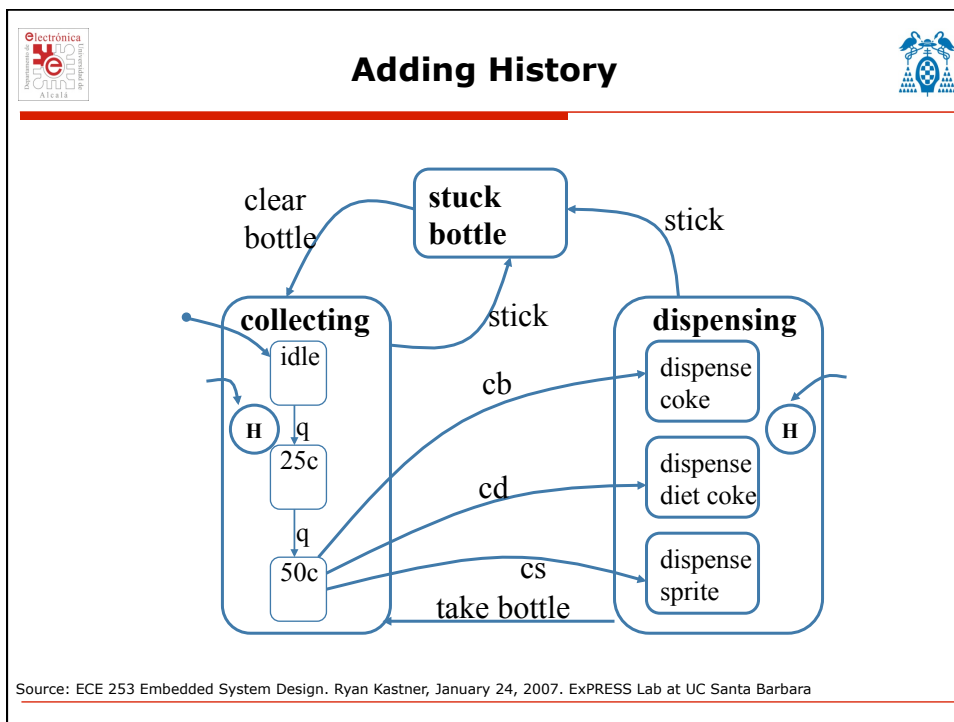 electrónica
Departamento de
Universidad de
Alcalá
Adding History
clear
bottle
stuck
bottle
stick
stick
collecting
dispensing
idle
H
q
25c
q
50c
cb
cd
cs
take bottle
dispense
coke
H
dispense
diet coke
dispense
sprite
Source: ECE 253 Embedded System Design. Ryan Kastner, January 24, 2007. ExPRESS Lab at UC Santa Barbara